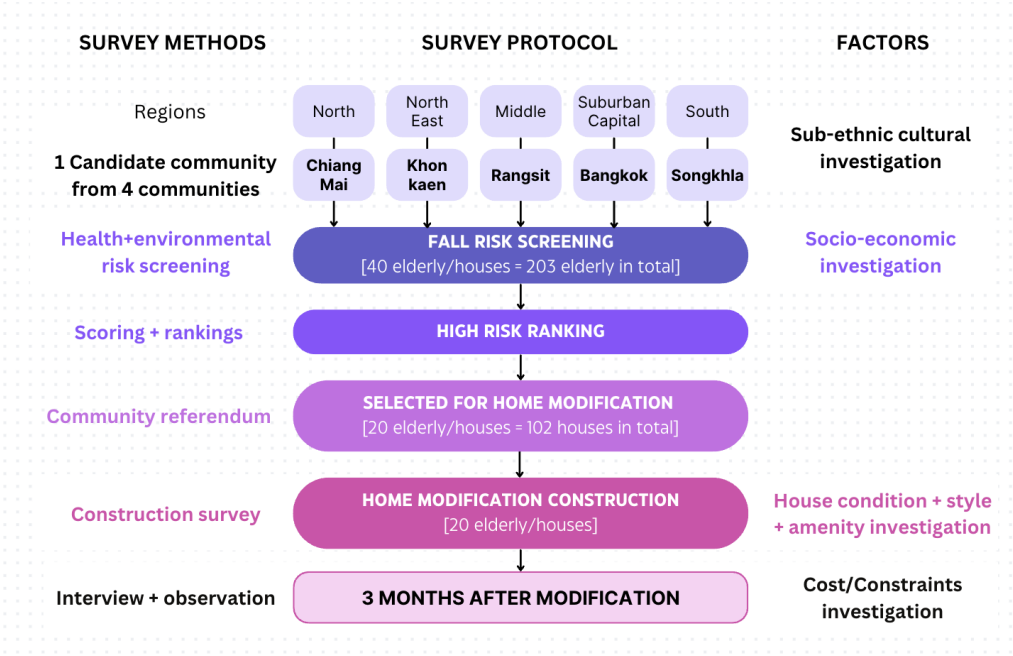 SURVEY METHODS
SURVEY PROTOCOL
FACTORS
Regions
North
North
East
Middle
Suburban
Capital
South
1 Candidate community
from 4 communities
Chiang
Mai
Khon
kaen
Rangsit
Bangkok
Songkhla
Sub-ethnic cultural
investigation
Health+environmental
risk screening
FALL RISK SCREENING
[40 elderly/houses = 203 elderly in total]
Socio-economic
investigation
Scoring + rankings
HIGH RISK RANKING
Community referendum
SELECTED FOR HOME MODIFICATION
[20 elderly/houses = 102 houses in total]
Construction survey
HOME MODIFICATION CONSTRUCTION
[20 elderly/houses]
House condition + style
+ amenity investigation
Interview + observation
3 MONTHS AFTER MODIFICATION
Cost/Constraints
investigation